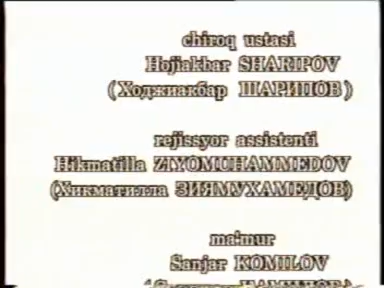 chiroq ustasi
Hojiakbar SHARIPOV
(Ходжиакбар ШАРИПОВ)
rejissyor assistenti
Hikmatilla ZIYOMUHAMMEDOV
(Хикматилла ЗИЯМУХАМЕДОВ)
ma'mur
Sanjar KOMILOV